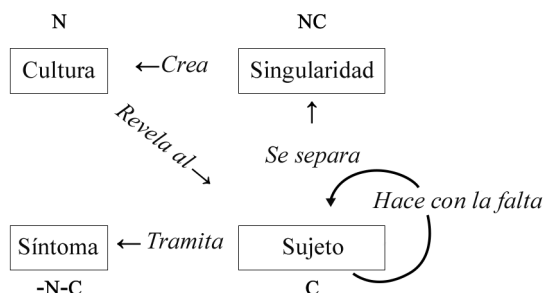 N NC
Cultura ←Crea Singularidad
Revela al →
↑
Se separa
Hace con la falta
Síntoma ← Tramita Sujeto
-N-C C